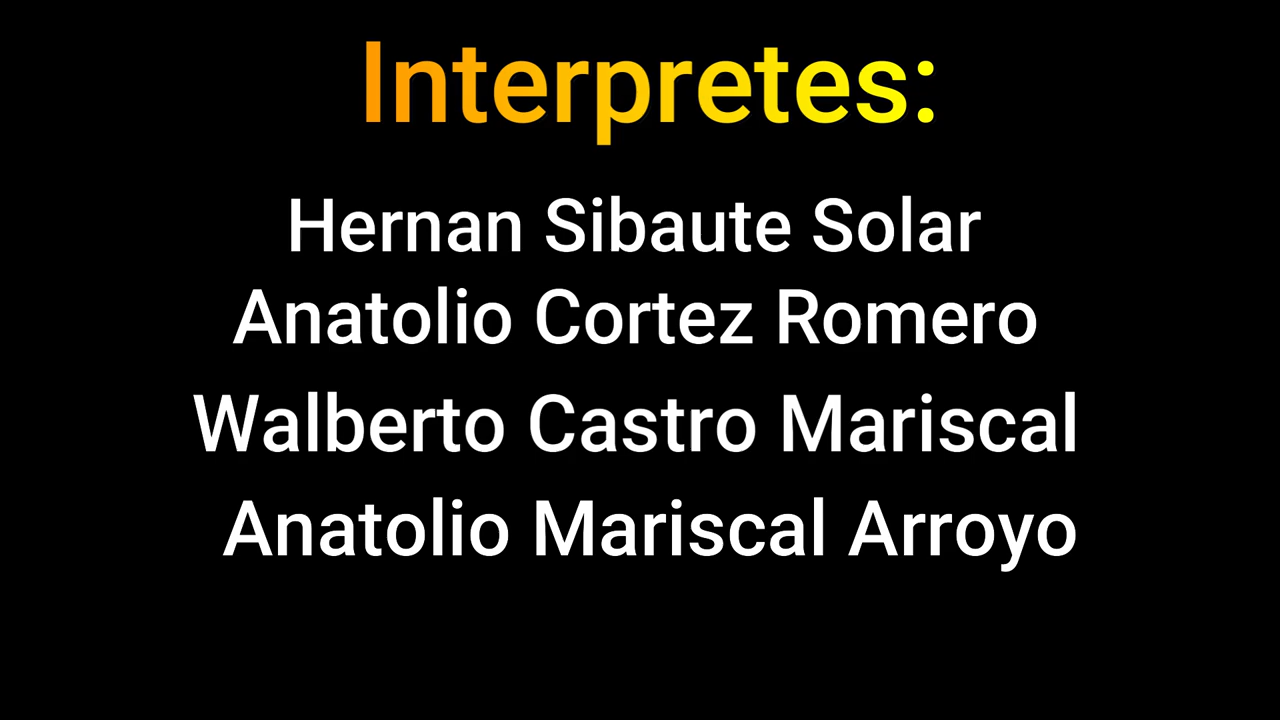 Interpretes:
Hernan Sibaute Solar
Anatolio Cortez Romero
Walberto Castro Mariscal
Anatolio Mariscal Arroyo